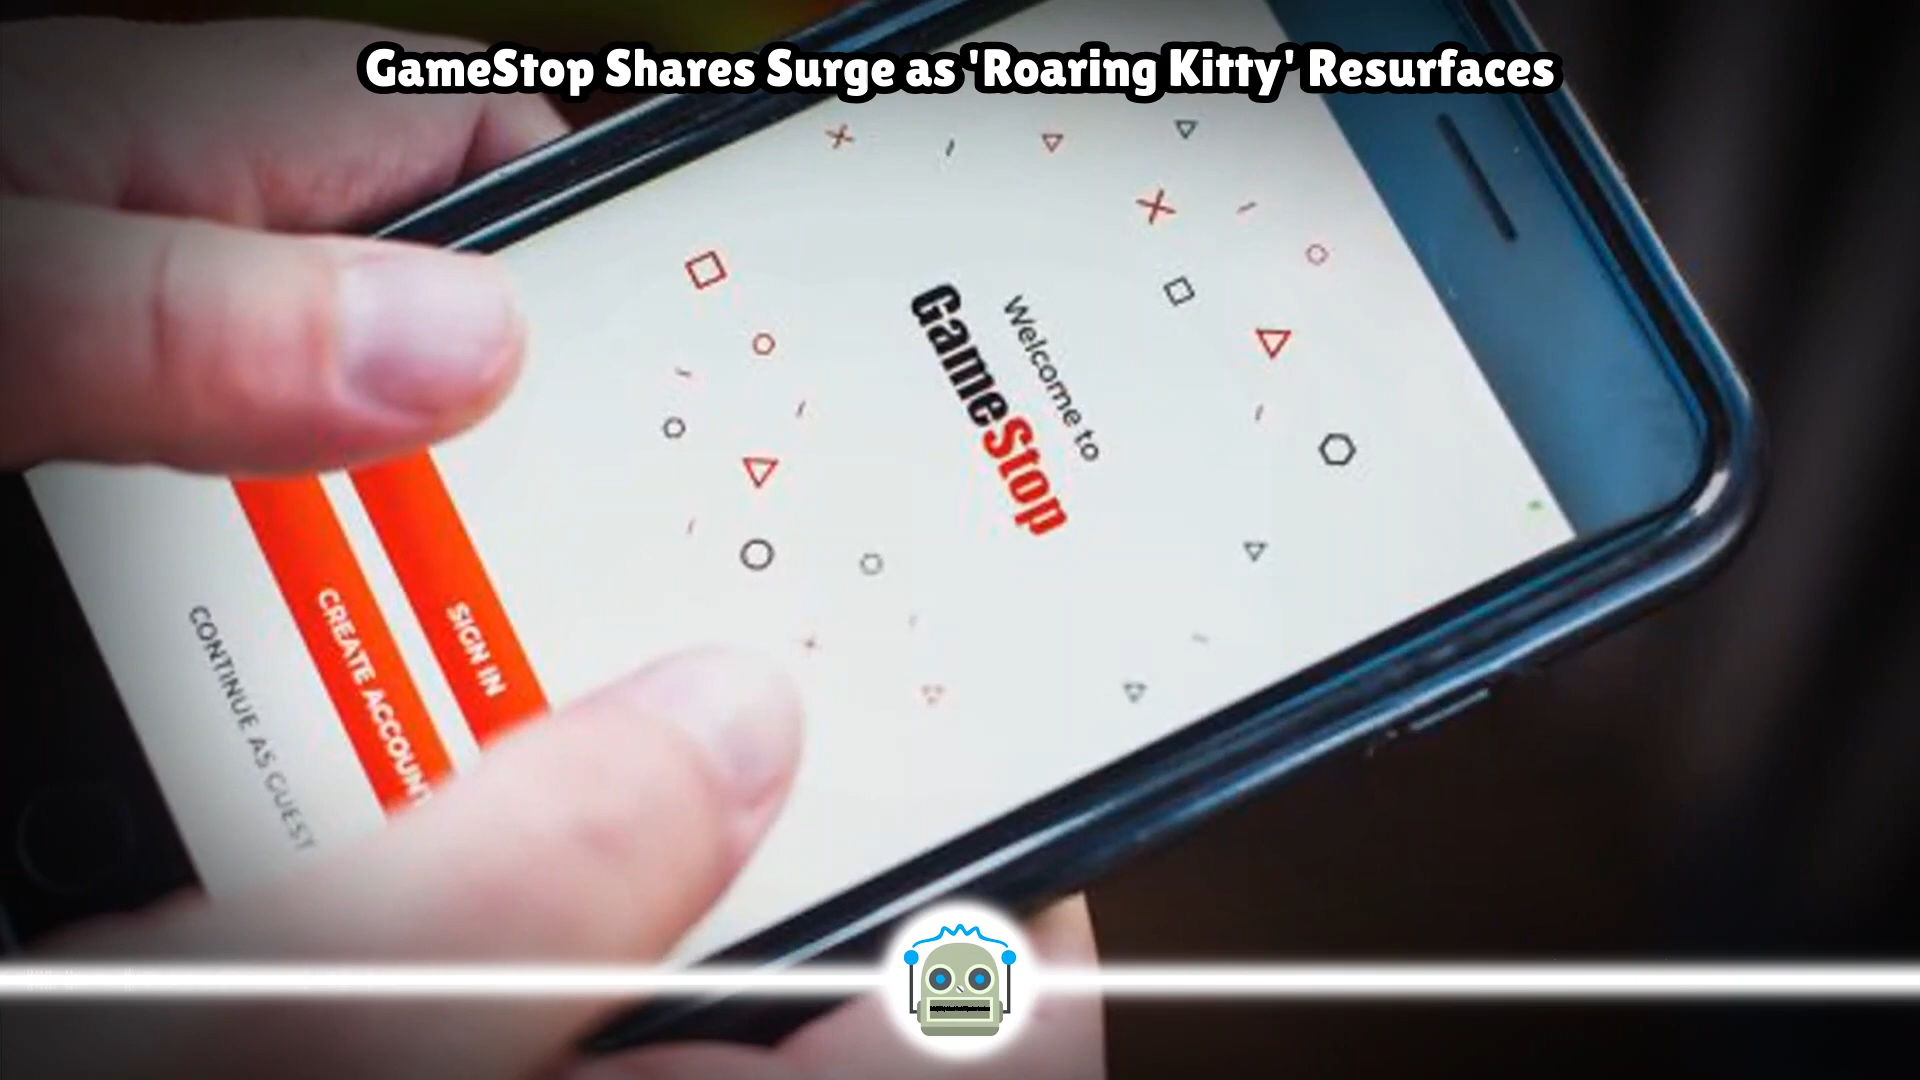 GameStop Shares Surge as 'Roaring Kitty' Resurfaces
Welcome to
GameStop
SIGN IN
CREATE ACCOUNT
CONTINUE AS GUEST